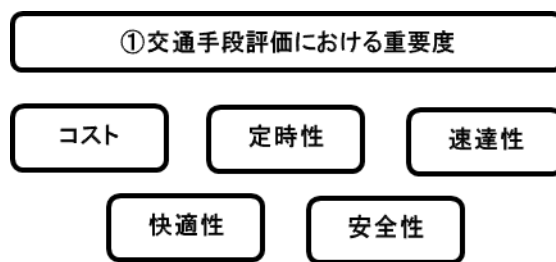 ①交通手段評価における重要度
コスト
定時性
速達性
快適性
安全性